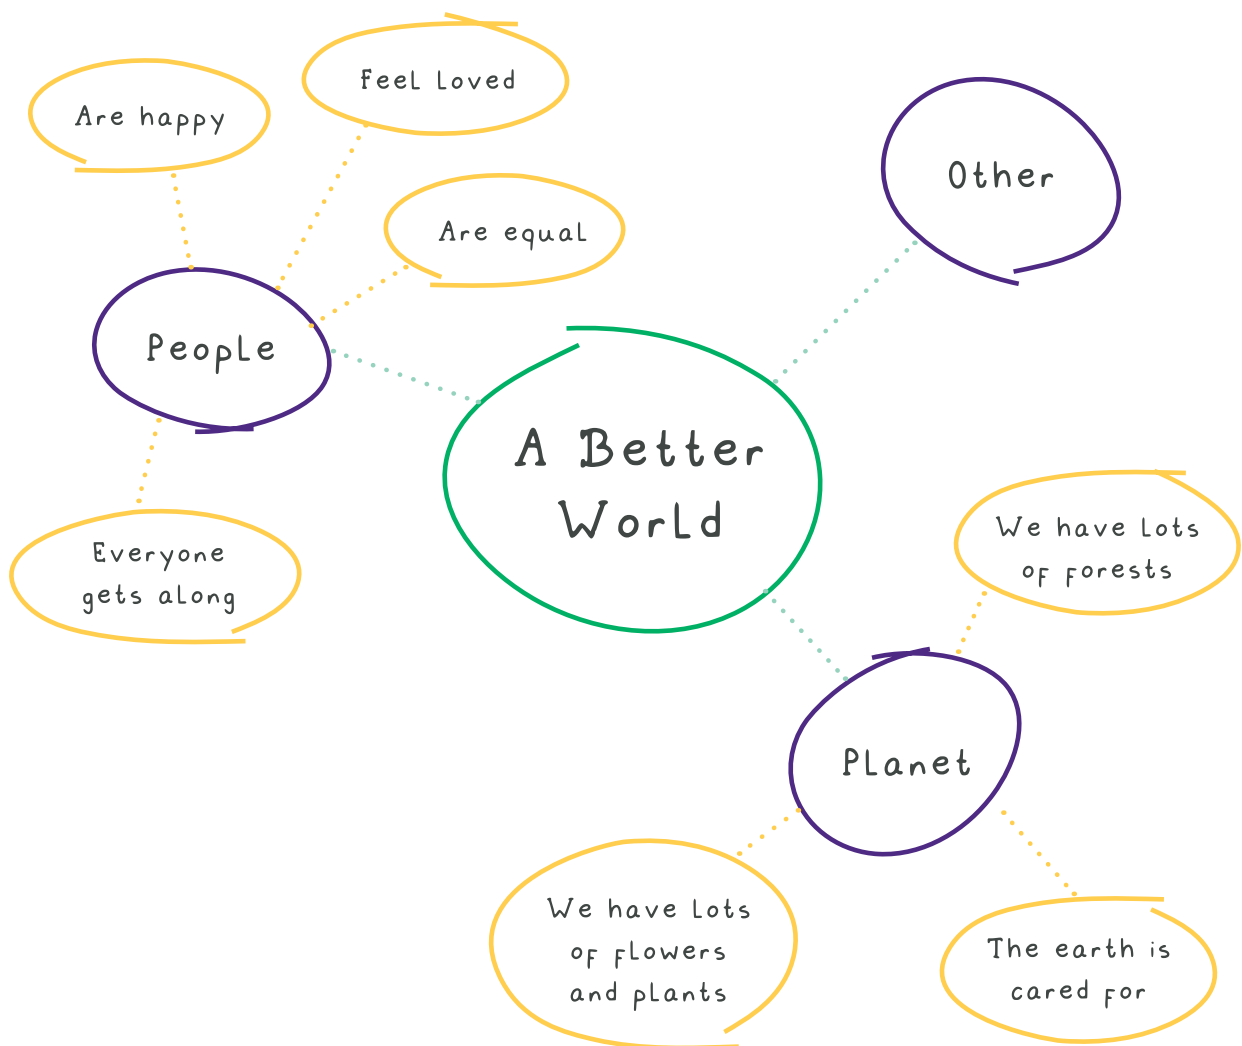 Feel Loved
Are happy
Other
Are equal
People
A Better
World
We have Lots
of forests
Everyone
gets along
Planet
We have Lots
of flowers
and plants
The earth is
cared for